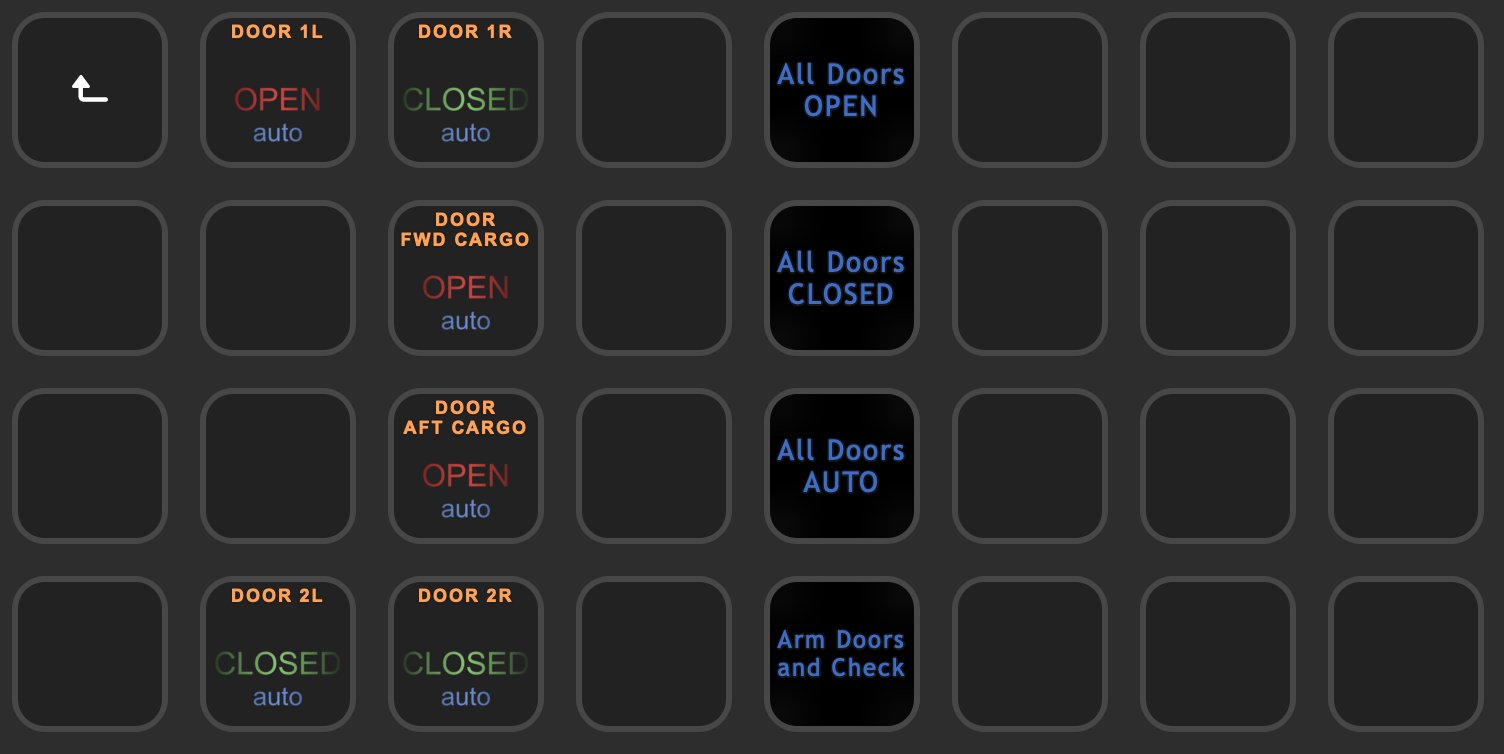 DOOR 1L
OPEN
auto
DOOR 1R
CLOSED
auto
All Doors
OPEN
DOOR
FWD CARGO
OPEN
auto
All Doors
CLOSED
DOOR
AFT CARGO
OPEN
auto
All Doors
AUTO
DOOR 2L
CLOSED
auto
DOOR 2R
CLOSED
auto
Arm Doors
and Check